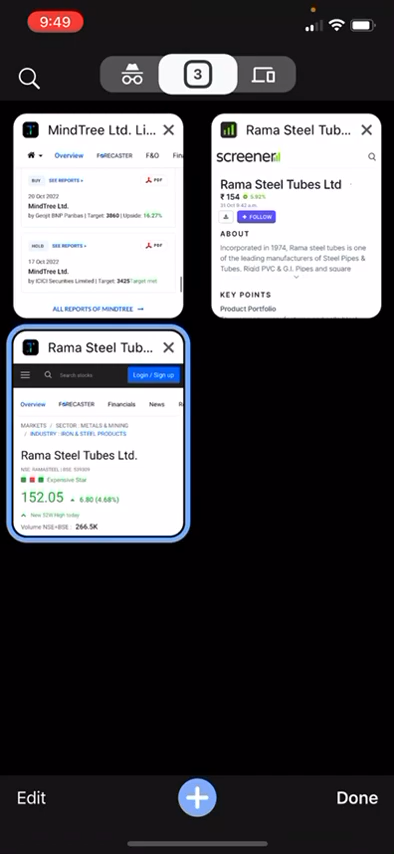 9:49
3
MindTree Ltd. Li...
Overview
FORECASTER
F&O
Fin
BUY
SEE REPORTS
PDF
20 Oct 2022
MindTree Ltd.
by Geojit BNP Paribas | Target: 3860 | Upside: 16.27%
HOLD
SEE REPORTS
PDF
17 Oct 2022
MindTree Ltd.
by ICICI Securities Limited | Target: 3425 Target met
ALL REPORTS OF MINDTREE
Rama Steel Tub...
screener
Rama Steel Tubes Ltd
₹ 154
5.92%
31 Oct 9:42 a.m.
FOLLOW
ABOUT
Incorporated in 1974, Rama steel tubes is one
of the leading manufacturers of Steel Pipes &
Tubes, Rigid PVC & G.I. Pipes and square
KEY POINTS
Product Portfolio
Rama Steel Tub...
Search stocks
Login / Sign up
Overview
FORECASTER
Financials
News
R
MARKETS / SECTOR : METALS & MINING
/ INDUSTRY : IRON & STEEL PRODUCTS
Rama Steel Tubes Ltd.
Expensive Star
152.05
6.80 (4.68%)
New 52W High today
Volume NSE+BSE : 266.5K
Edit
Done